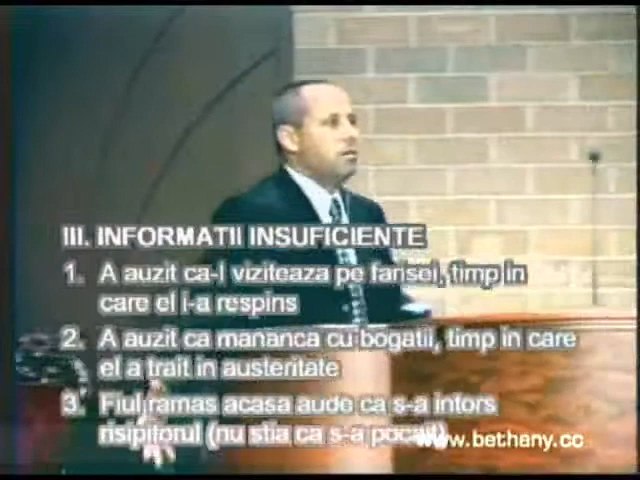 III. INFORMATII INSUFICIENTE
1. A auzit ca-l viziteaza pe farisei, timp in
care el i-a respins
2. A auzit ca mananca cu bogatii, timp in care
el a trait in austeritate
3. Fiul ramas acasa aude ca s-a intors
risipitorul (nu stia ca s-a pocait)
www.bethany.cc